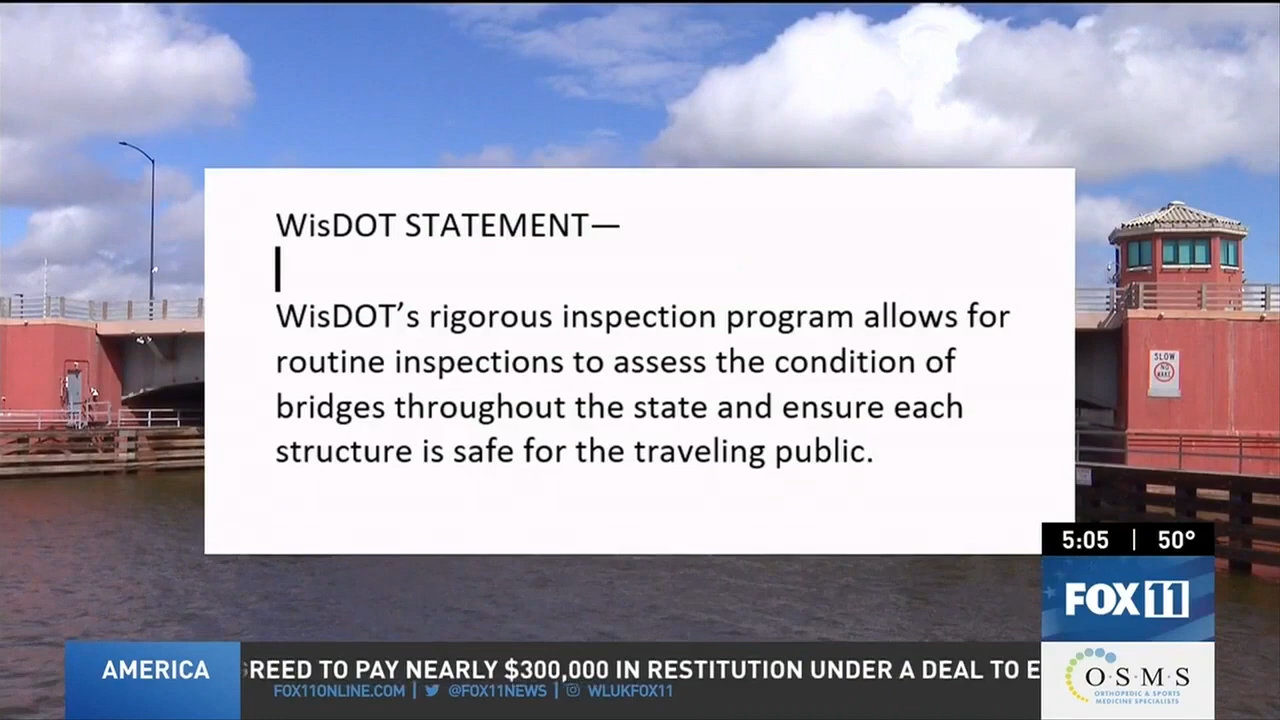 WisDOT STATEMENT—
WisDOT’s rigorous inspection program allows for
routine inspections to assess the condition of
bridges throughout the state and ensure each
structure is safe for the traveling public.
SLOW
NO
WAKE
5:05 | 50°
FOX 11
AMERICA
REED TO PAY NEARLY $300,000 IN RESTITUTION UNDER A DEAL TO E
FOX11ONLINE.COM | @FOX11NEWS | WLUKFOX11
O·S·M·S
ORTHOPEDIC & SPORTS
MEDICINE SPECIALISTS